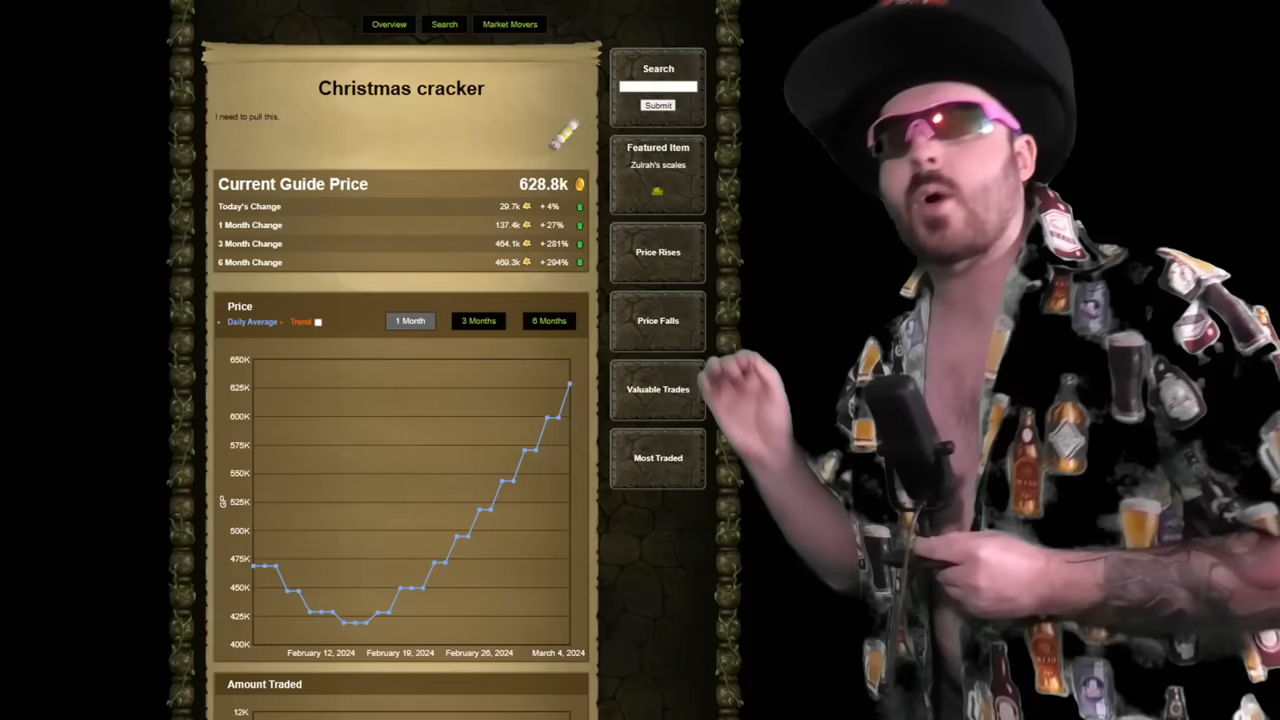 Overview Search Market Movers
Christmas cracker
I need to pull this.
Current Guide Price 628.8k
Today's Change 29.7k + 4%
1 Month Change 137.4k + 27%
3 Month Change 464.1k + 281%
6 Month Change 469.3k + 294%
Price
Daily Average Trend
1 Month 3 Months 6 Months
650K
625K
600K
575K
550K
525K
500K
475K
450K
425K
400K
GP
February 12, 2024 February 19, 2024 February 26, 2024 March 4, 2024
Amount Traded
12K
Search
Submit
Featured Item
Zulrah's scales
Price Rises
Price Falls
Valuable Trades
Most Traded